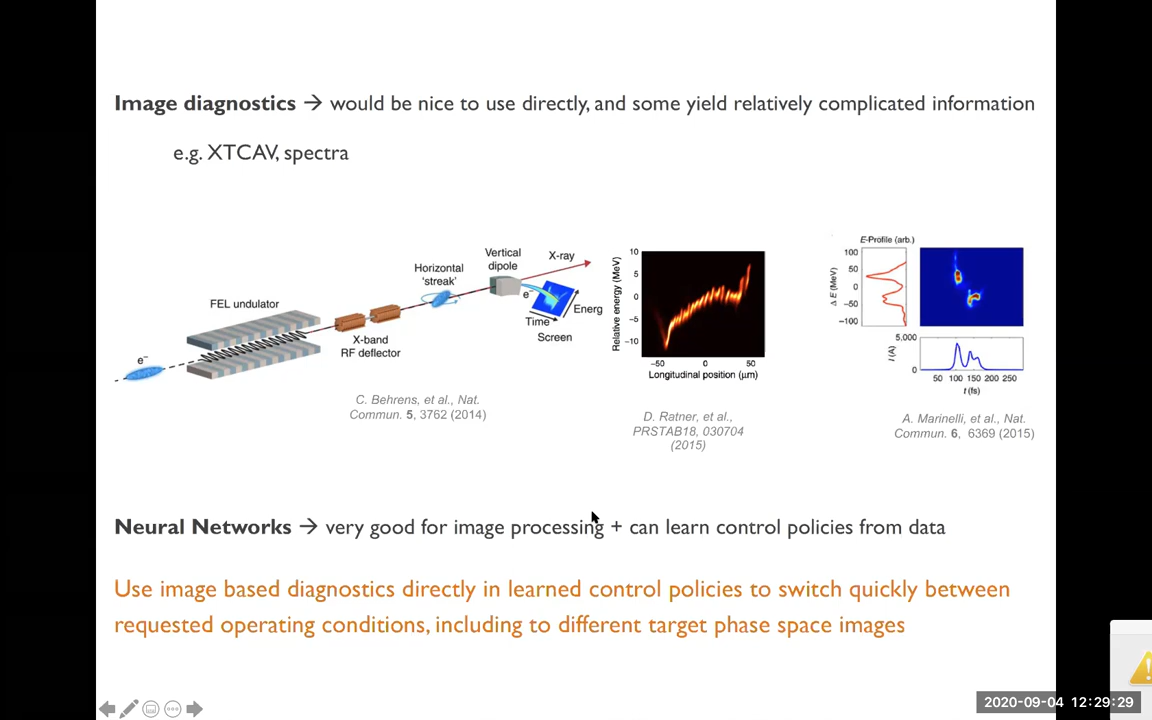 Image diagnostics → would be nice to use directly, and some yield relatively complicated information
e.g. XTCAV, spectra
FEL undulator
e⁻
X-band
RF deflector
Horizontal
'streak'
Vertical
dipole
X-ray
e⁻
Energ
Time
Screen
C. Behrens, et al., Nat.
Commun. 5, 3762 (2014)
Relative energy (MeV)
10
5
0
−5
−10
−50 0 50
Longitudinal position (μm)
D. Ratner, et al.,
PRSTAB18, 030704
(2015)
E-Profile (arb.)
Δ E (MeV)
100
50
0
−50
−100
I (A)
5,000
0
50 100 150 200 250
t (fs)
A. Marinelli, et al., Nat.
Commun. 6, 6369 (2015)
Neural Networks → very good for image processing + can learn control policies from data
Use image based diagnostics directly in learned control policies to switch quickly between
requested operating conditions, including to different target phase space images
2020-09-04 12:29:29